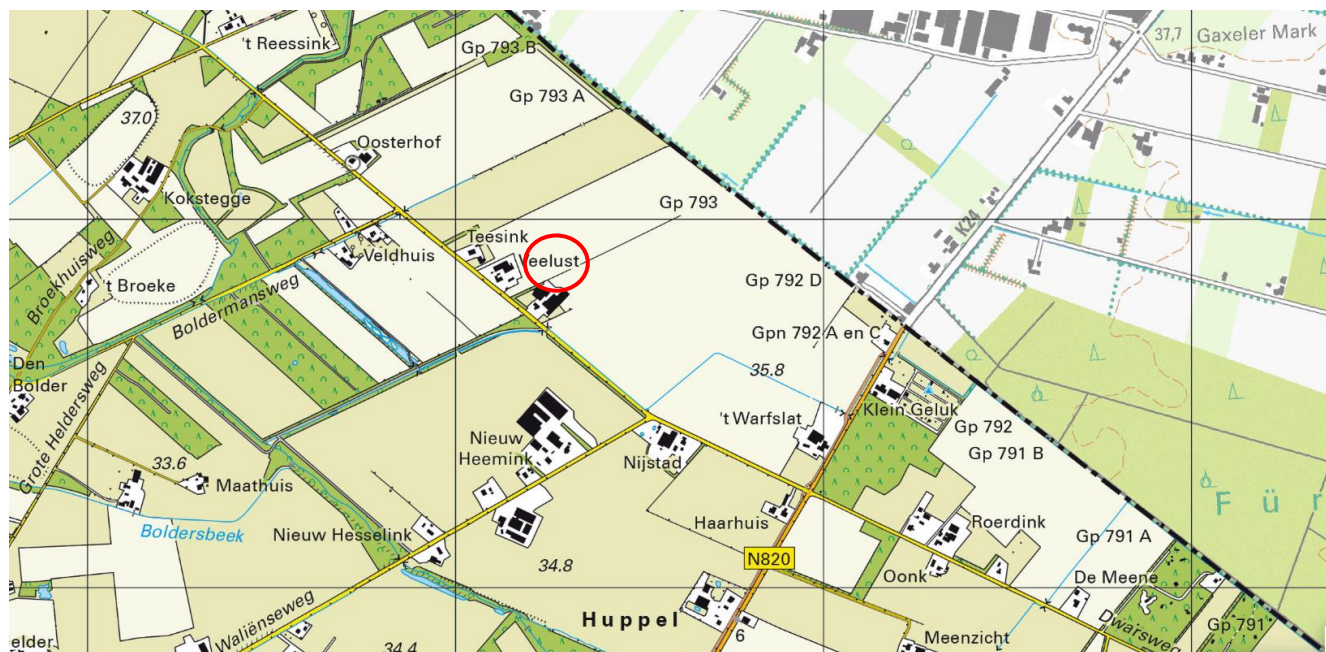 't Reessink
Gp 793 B
37,7 Gaxeler Mark
Gp 793 A
37.0
Oosterhof
Kokstegge
Gp 793
K24
Teesink
Veelust
Veldhuis
Broekhuisweg
't Broeke
Boldermansweg
Gp 792 D
Gpn 792 A en C
Den
Bölder
35.8
Klein Geluk
't Warfslat
Grote Heldersweg
Gp 792
Nieuw
Heemink
Gp 791 B
Nijstad
33.6
Maathuis
F ü r
Haarhuis
Roerdink
Boldersbeek
Nieuw Hesselink
Gp 791 A
N820
34.8
Oonk
De Meene
Waliënseweg
Huppel
Dwarsweg
Gp 791
6
Meenzicht
elder
34.4